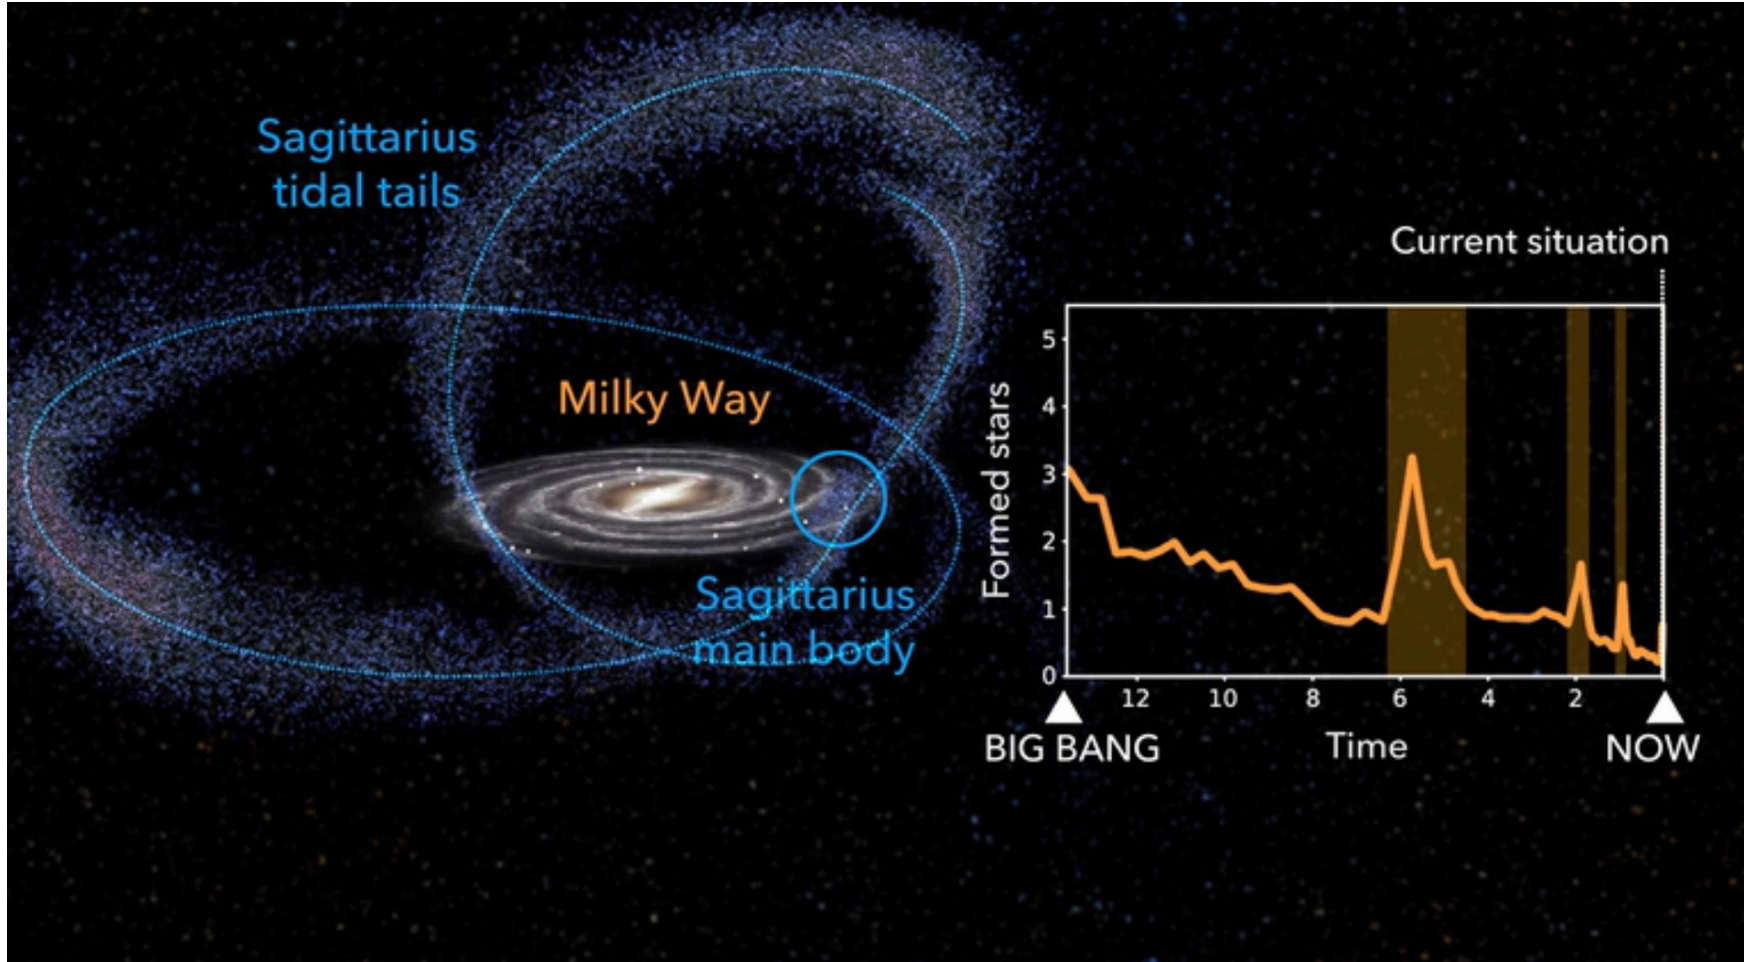 Sagittarius
tidal tails
Milky Way
Sagittarius
main body
Current situation
Formed stars
5
4
3
2
1
0
12
10
8
6
4
2
BIG BANG
Time
NOW